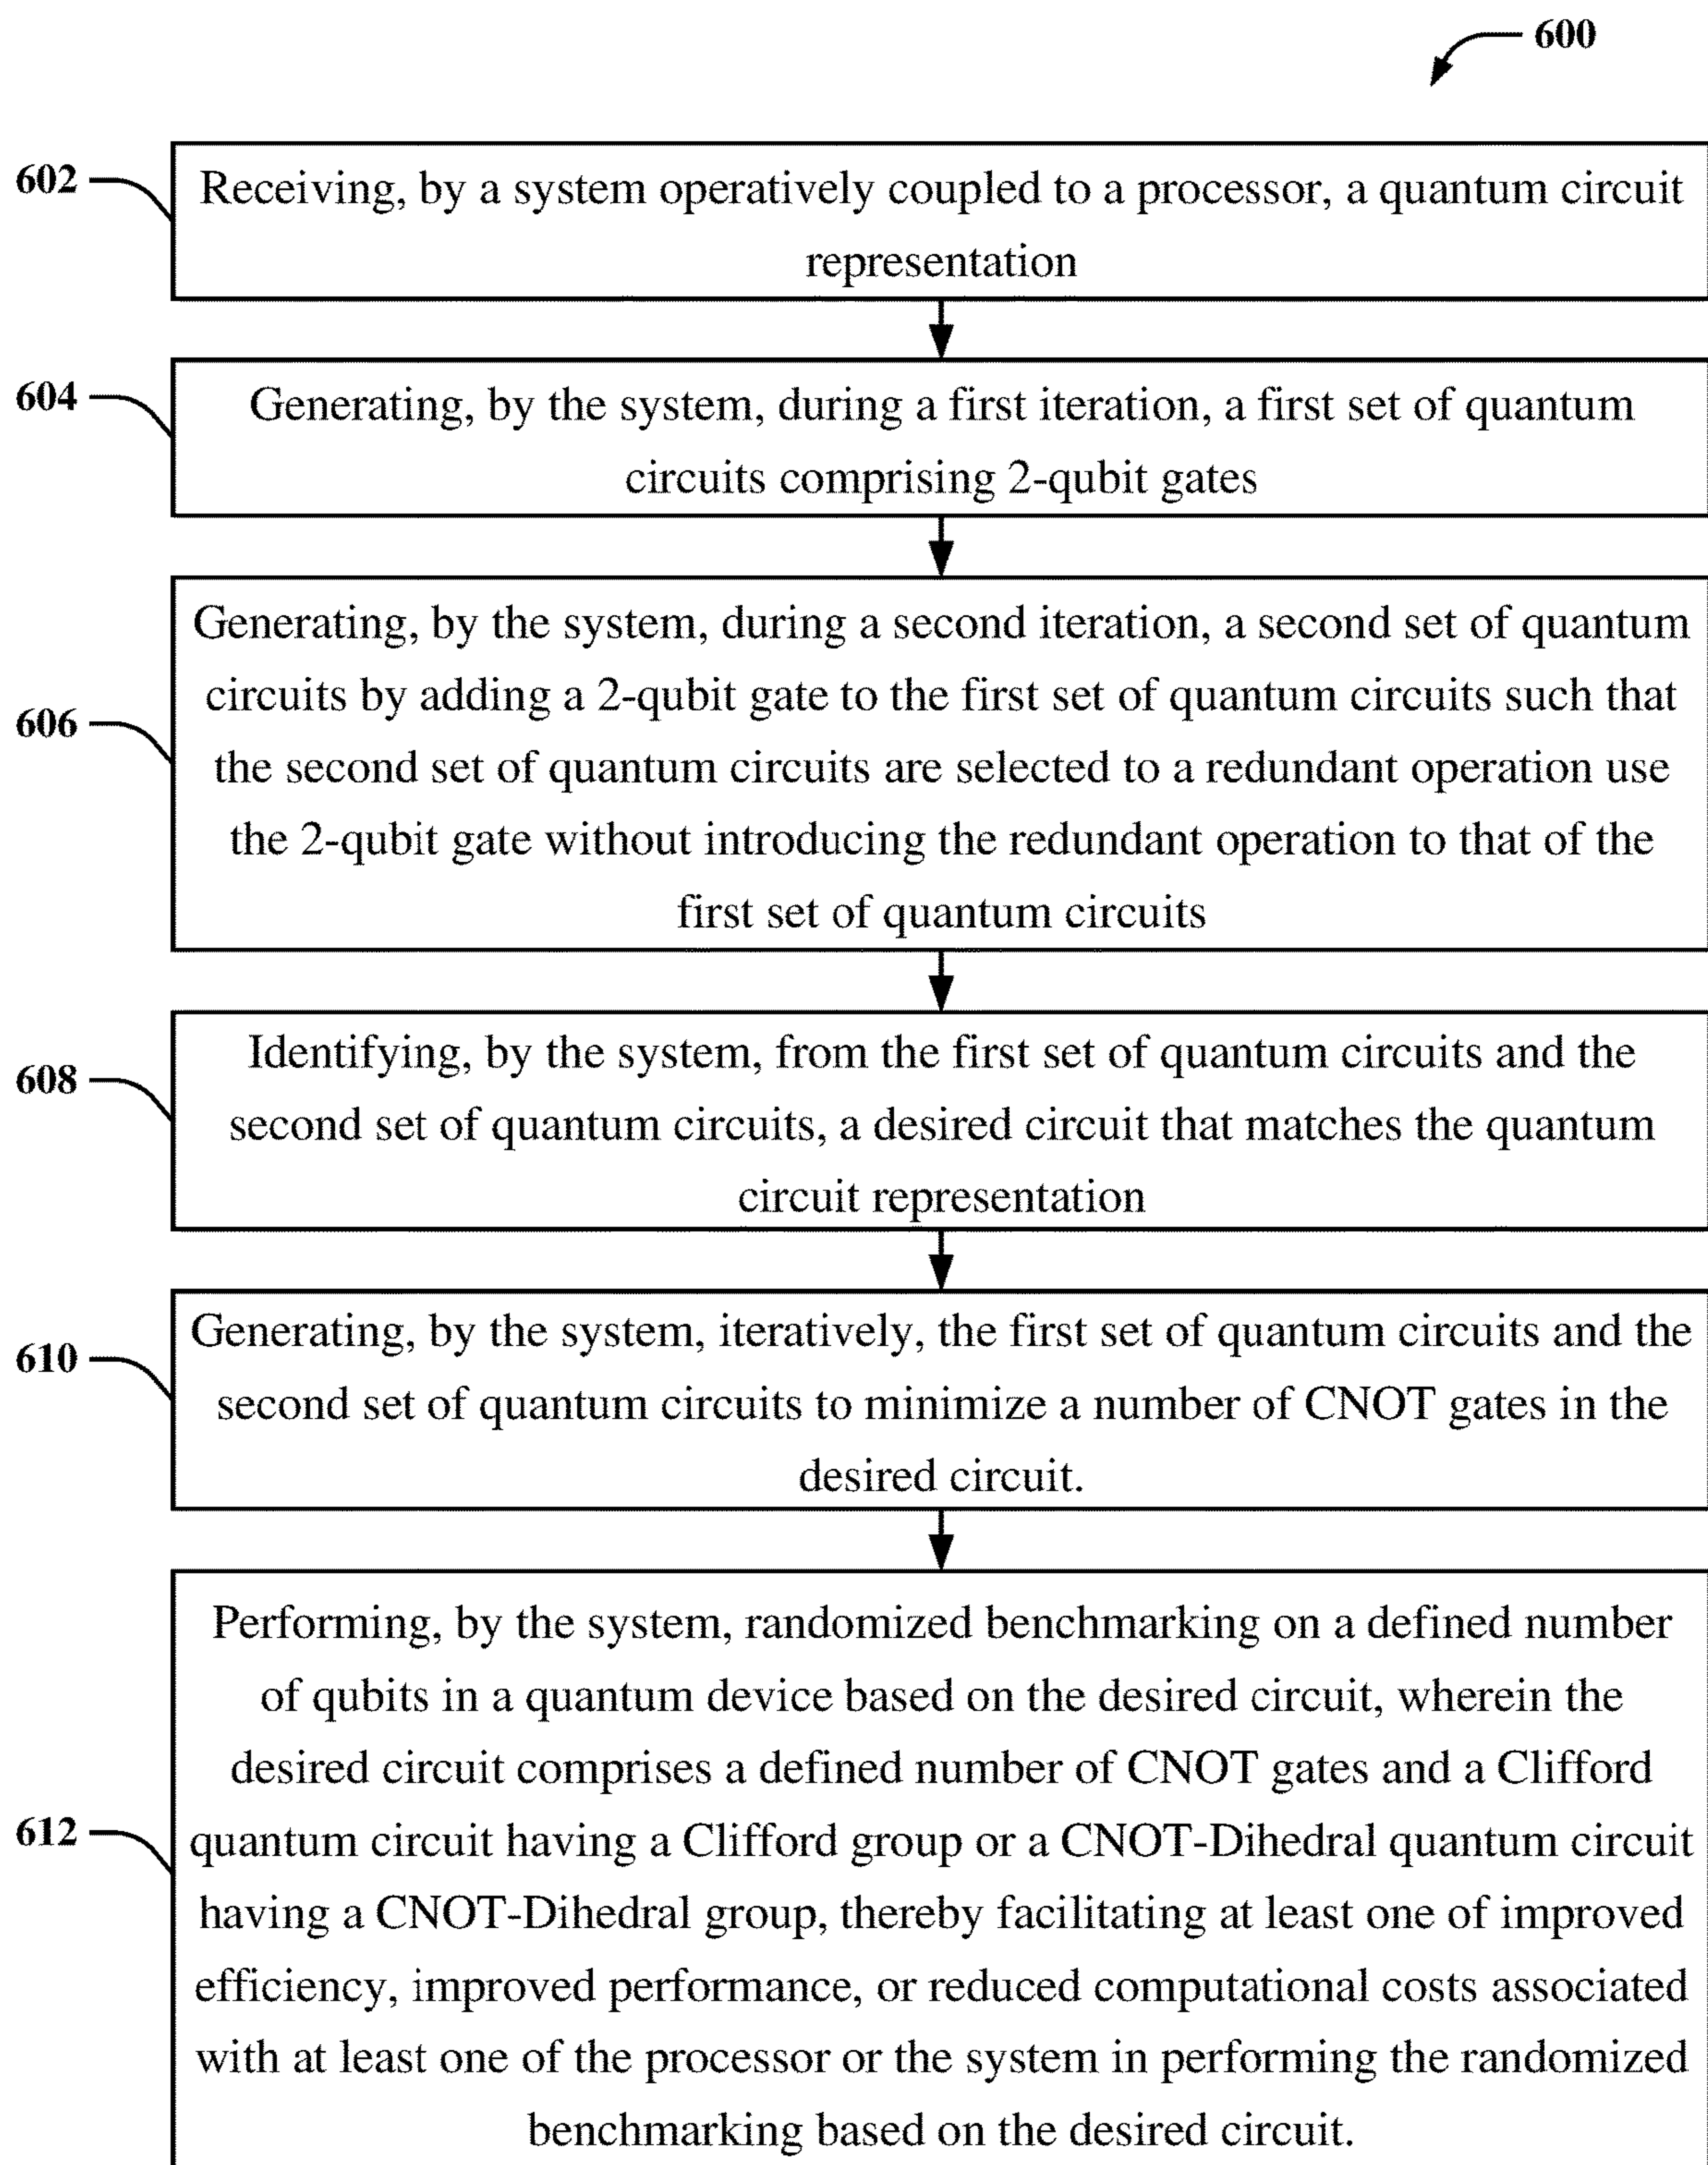 600
602
Receiving, by a system operatively coupled to a processor, a quantum circuit
representation
604
Generating, by the system, during a first iteration, a first set of quantum
circuits comprising 2-qubit gates
606
Generating, by the system, during a second iteration, a second set of quantum
circuits by adding a 2-qubit gate to the first set of quantum circuits such that
the second set of quantum circuits are selected to a redundant operation use
the 2-qubit gate without introducing the redundant operation to that of the
first set of quantum circuits
608
Identifying, by the system, from the first set of quantum circuits and the
second set of quantum circuits, a desired circuit that matches the quantum
circuit representation
610
Generating, by the system, iteratively, the first set of quantum circuits and the
second set of quantum circuits to minimize a number of CNOT gates in the
desired circuit.
612
Performing, by the system, randomized benchmarking on a defined number
of qubits in a quantum device based on the desired circuit, wherein the
desired circuit comprises a defined number of CNOT gates and a Clifford
quantum circuit having a Clifford group or a CNOT-Dihedral quantum circuit
having a CNOT-Dihedral group, thereby facilitating at least one of improved
efficiency, improved performance, or reduced computational costs associated
with at least one of the processor or the system in performing the randomized
benchmarking based on the desired circuit.